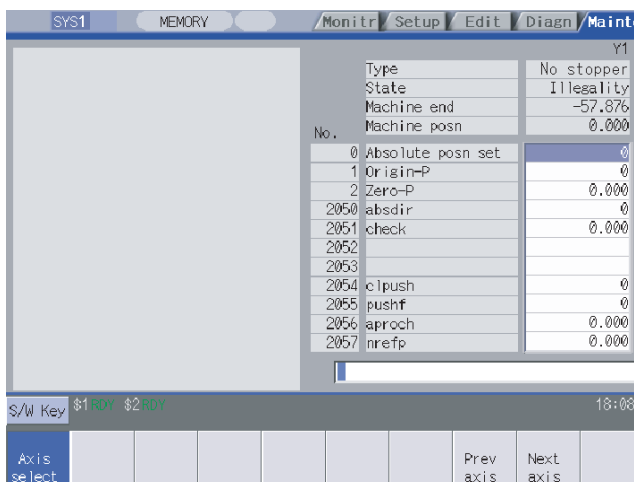 SYS1 MEMORY Monitr Setup Edit Diagn Maint
Y1
Type No stopper
State Illegality
Machine end -57.876
Machine posn 0.000
No.
0 Absolute posn set 0
1 Origin-P 0
2 Zero-P 0.000
2050 absdir 0
2051 check 0.000
2052
2053
2054 clpush 0
2055 pushf 0
2056 aproch 0.000
2057 nrefp 0.000
S/W Key $1 RDY $2 RDY 18:08
Axis Prev Next
select axis axis